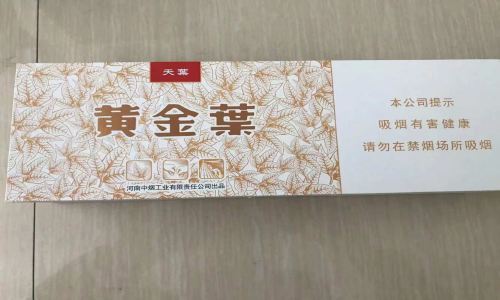 天葉
黄金葉
河南中烟工业有限责任公司出品
本公司提示
吸烟有害健康
请勿在禁烟场所吸烟